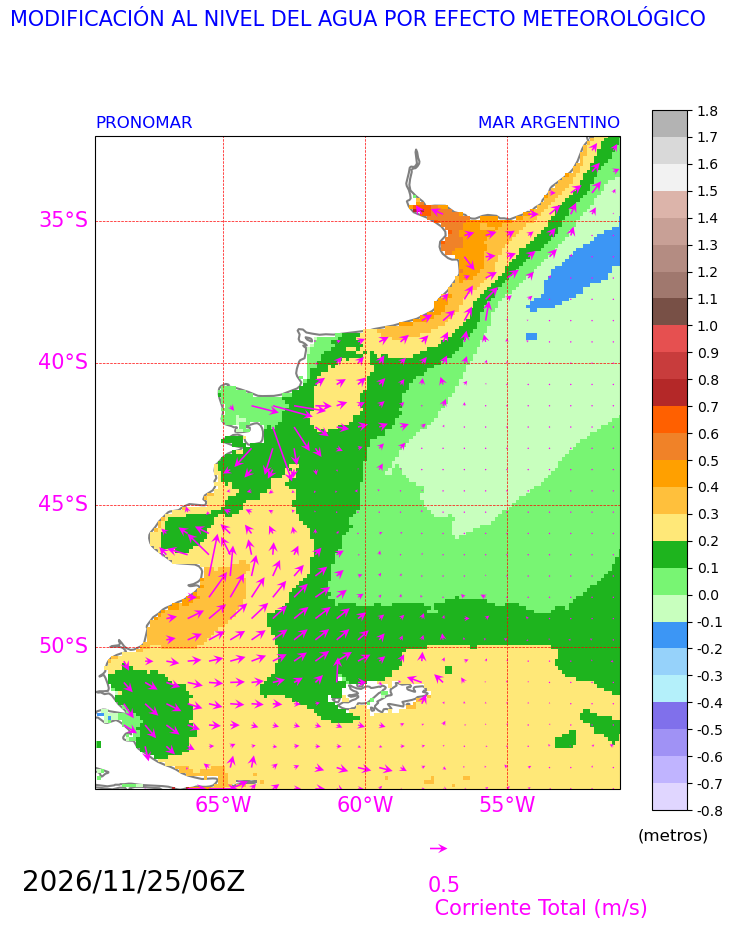 MODIFICACIÓN AL NIVEL DEL AGUA POR EFECTO METEOROLÓGICO
PRONOMAR
MAR ARGENTINO
35°S
40°S
45°S
50°S
65°W
60°W
55°W
1.8
1.7
1.6
1.5
1.4
1.3
1.2
1.1
1.0
0.9
0.8
0.7
0.6
0.5
0.4
0.3
0.2
0.1
0.0
-0.1
-0.2
-0.3
-0.4
-0.5
-0.6
-0.7
-0.8
(metros)
2026/11/25/06Z
0.5
Corriente Total (m/s)